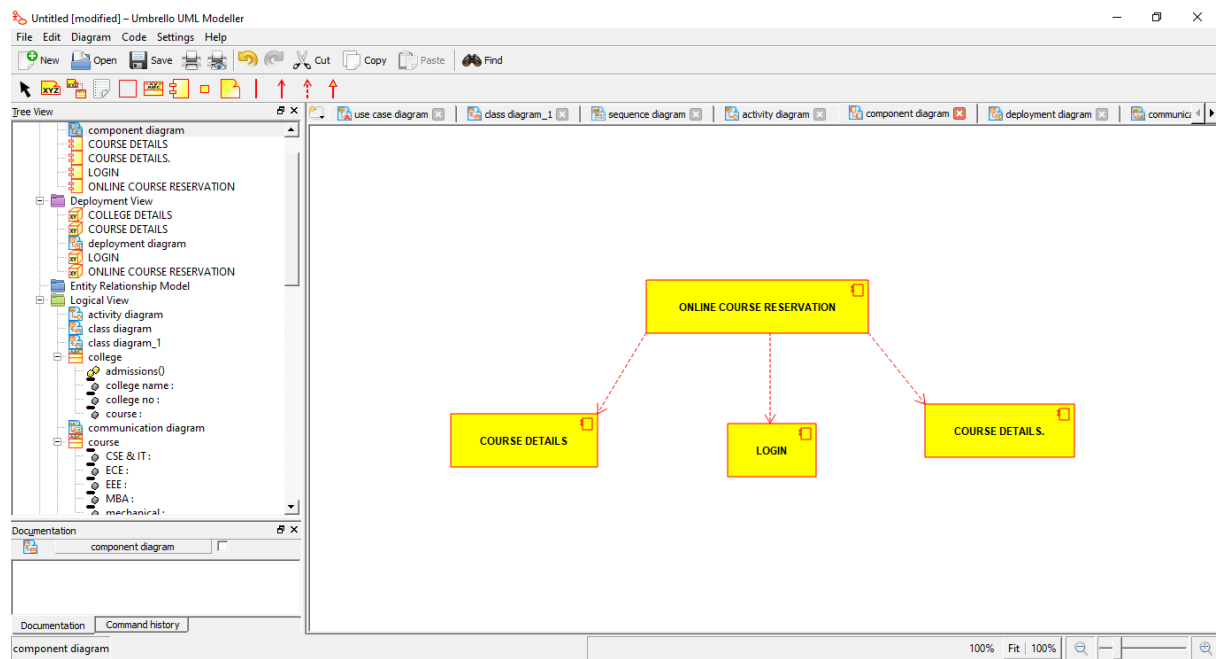 Untitled [modified] – Umbrello UML Modeller
File Edit Diagram Code Settings Help
New Open Save Cut Copy Paste Find
Tree View
use case diagram class diagram_1 sequence diagram activity diagram component diagram deployment diagram communica
component diagram
COURSE DETAILS
COURSE DETAILS.
LOGIN
ONLINE COURSE RESERVATION
Deployment View
COLLEGE DETAILS
COURSE DETAILS
deployment diagram
LOGIN
ONLINE COURSE RESERVATION
Entity Relationship Model
Logical View
activity diagram
class diagram
class diagram_1
college
admissions()
college name :
college no :
course :
communication diagram
course
CSE & IT :
ECE :
EEE :
MBA :
mechanical :
ONLINE COURSE RESERVATION
COURSE DETAILS
LOGIN
COURSE DETAILS.
Documentation
component diagram
Documentation Command history
component diagram
100% Fit 100%